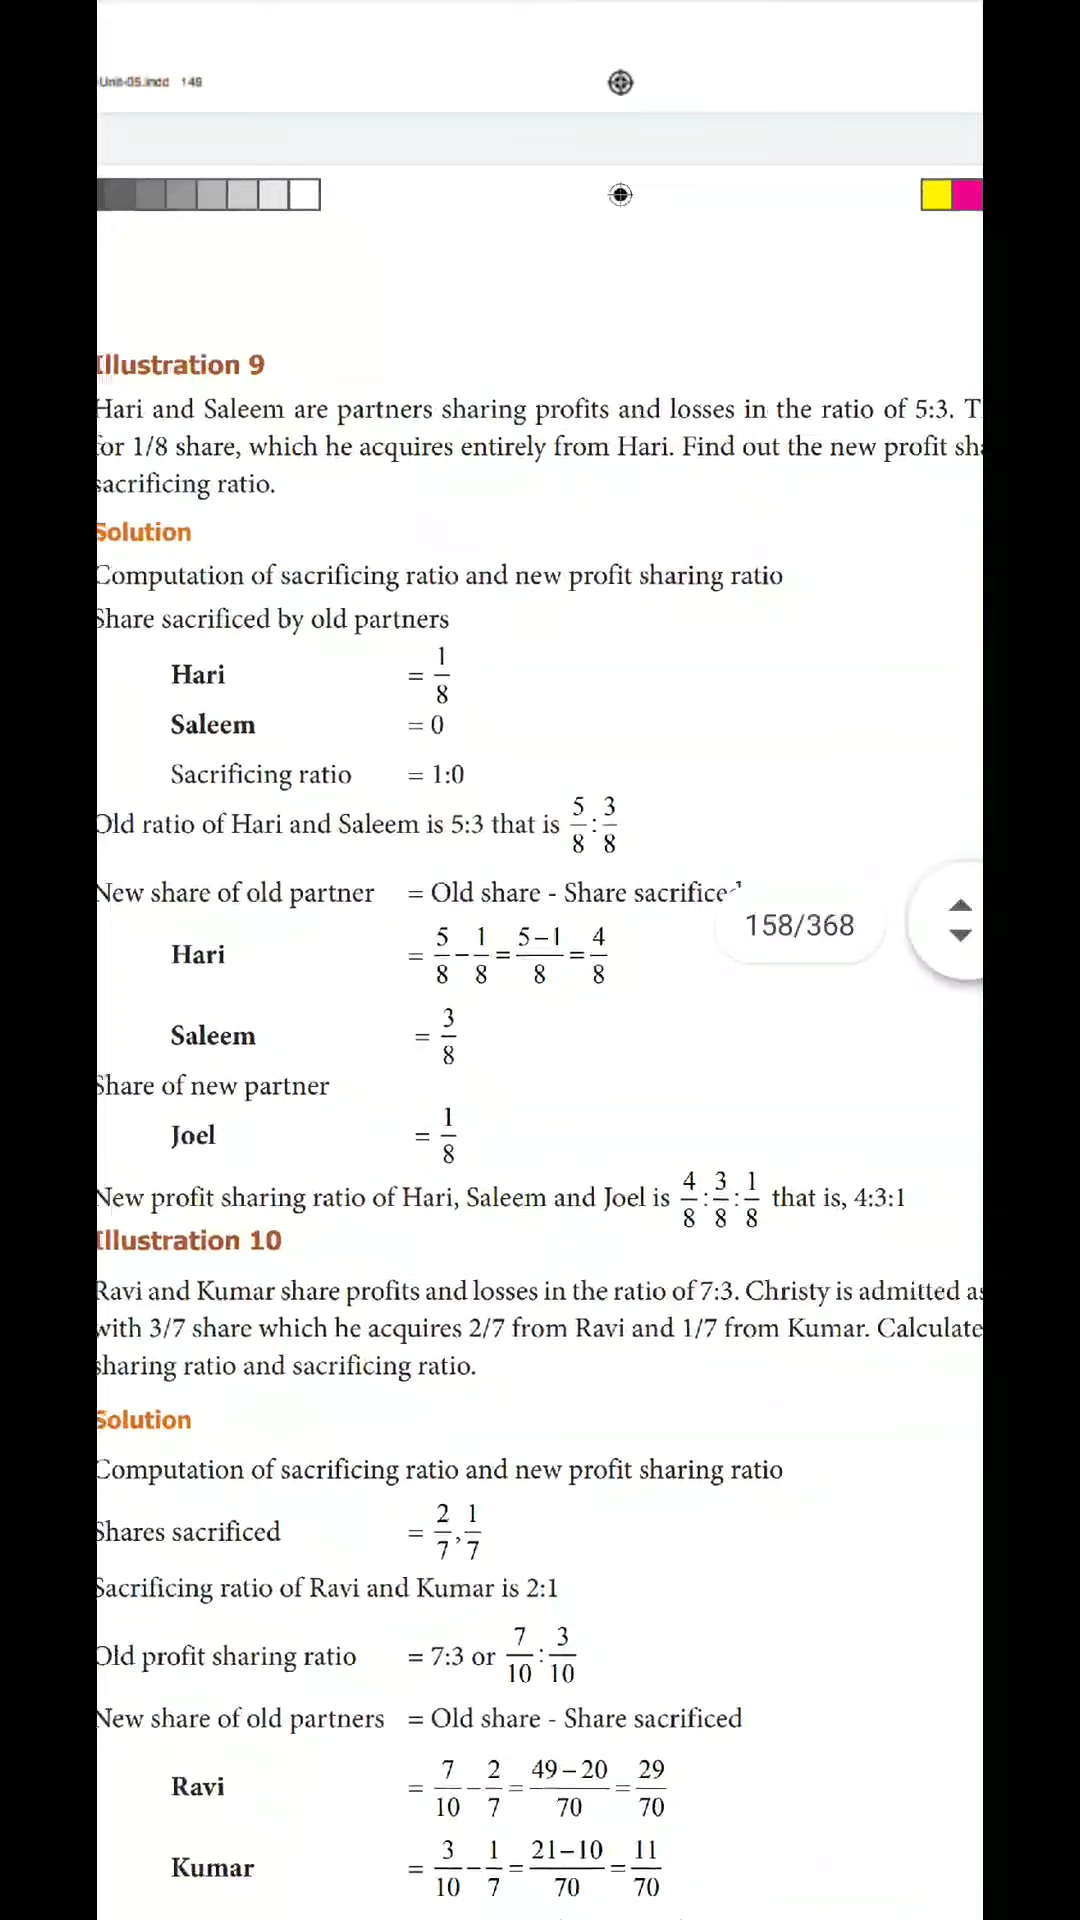 Unit-05.indd 149
Illustration 9
Hari and Saleem are partners sharing profits and losses in the ratio of 5:3.
for 1/8 share, which he acquires entirely from Hari. Find out the new profit
sacrificing ratio.
Solution
Computation of sacrificing ratio and new profit sharing ratio
Share sacrificed by old partners
Hari = 1/8
Saleem = 0
Sacrificing ratio = 1:0
Old ratio of Hari and Saleem is 5:3 that is 5/8 : 3/8
New share of old partner = Old share - Share sacrificed
158/368
Hari = 5/8 − 1/8 = 5−1/8 = 4/8
Saleem = 3/8
Share of new partner
Joel = 1/8
New profit sharing ratio of Hari, Saleem and Joel is 4/8 : 3/8 : 1/8 that is, 4:3:1
Illustration 10
Ravi and Kumar share profits and losses in the ratio of 7:3. Christy is admitted as
with 3/7 share which he acquires 2/7 from Ravi and 1/7 from Kumar. Calculate
sharing ratio and sacrificing ratio.
Solution
Computation of sacrificing ratio and new profit sharing ratio
Shares sacrificed = 2/7, 1/7
Sacrificing ratio of Ravi and Kumar is 2:1
Old profit sharing ratio = 7:3 or 7/10 : 3/10
New share of old partners = Old share - Share sacrificed
Ravi = 7/10 − 2/7 = 49 − 20/70 = 29/70
Kumar = 3/10 − 1/7 = 21−10/70 = 11/70